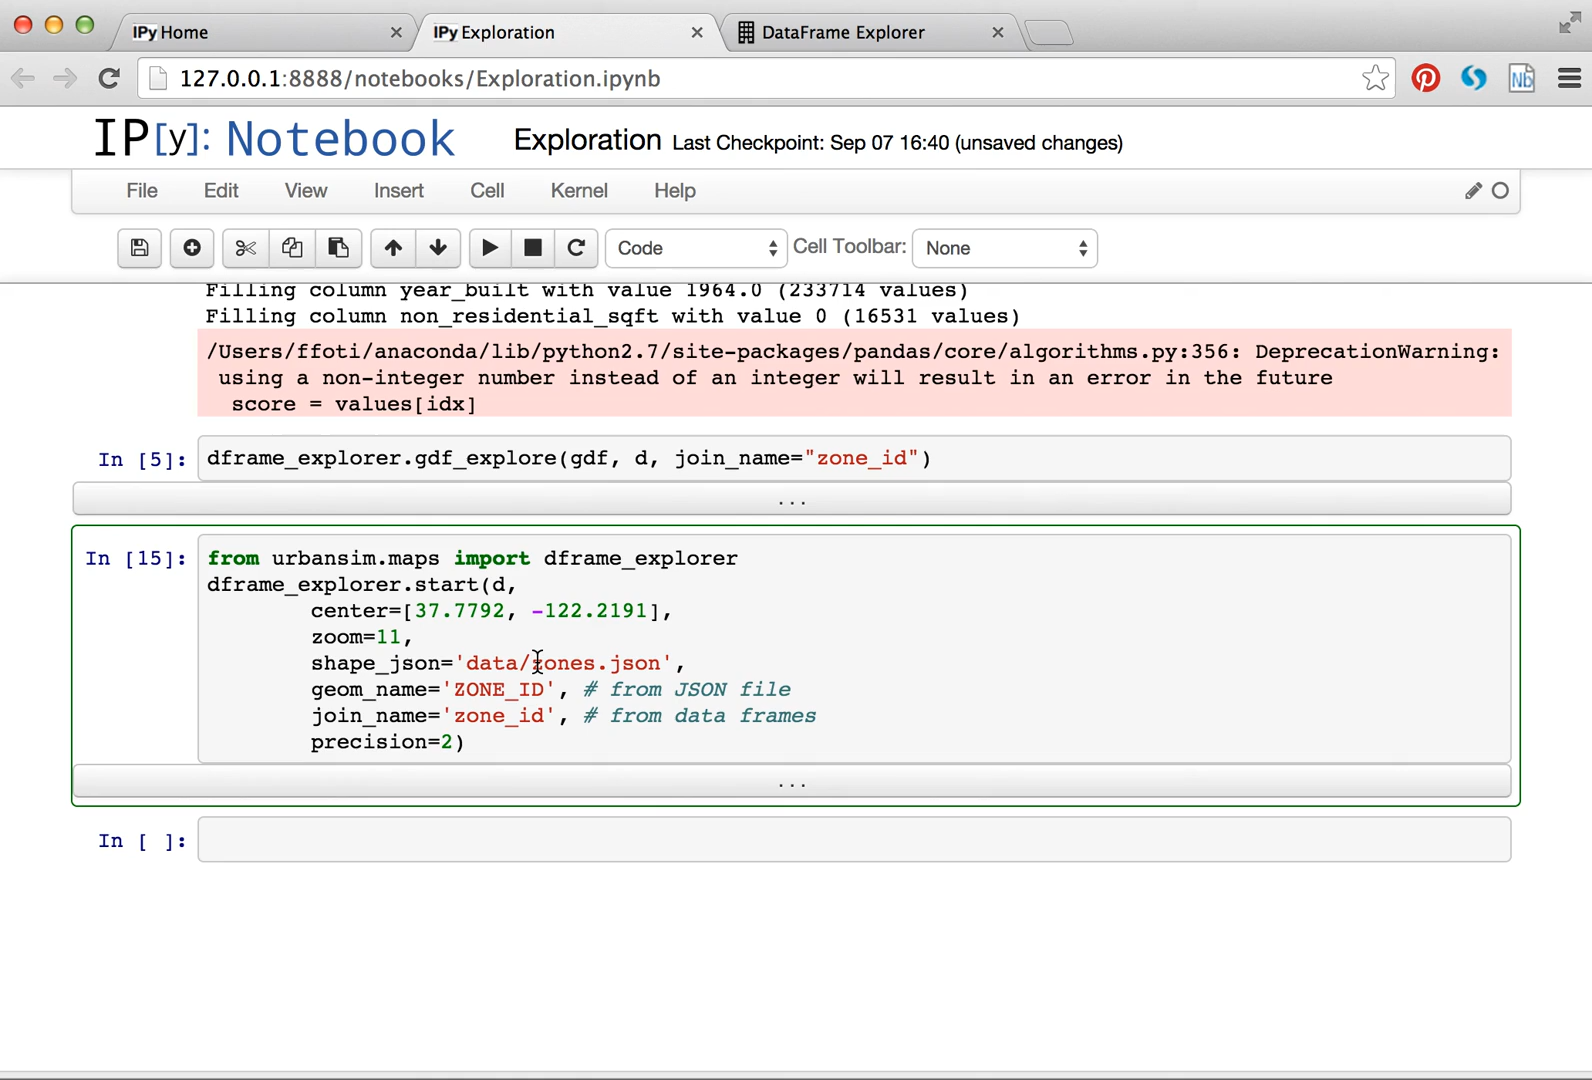 IPy Home
IPy Exploration
DataFrame Explorer
127.0.0.1:8888/notebooks/Exploration.ipynb
Nb
IP[y]: Notebook
Exploration Last Checkpoint: Sep 07 16:40 (unsaved changes)
File Edit View Insert Cell Kernel Help
Code Cell Toolbar: None
Filling column year_built with value 1964.0 (233714 values)
Filling column non_residential_sqft with value 0 (16531 values)
/Users/ffoti/anaconda/lib/python2.7/site-packages/pandas/core/algorithms.py:356: DeprecationWarning:
using a non-integer number instead of an integer will result in an error in the future
score = values[idx]
In [5]: dframe_explorer.gdf_explore(gdf, d, join_name="zone_id")
...
In [15]: from urbansim.maps import dframe_explorer
dframe_explorer.start(d,
center=[37.7792, -122.2191],
zoom=11,
shape_json='data/zones.json',
geom_name='ZONE_ID', # from JSON file
join_name='zone_id', # from data frames
precision=2)
...
In [ ]: